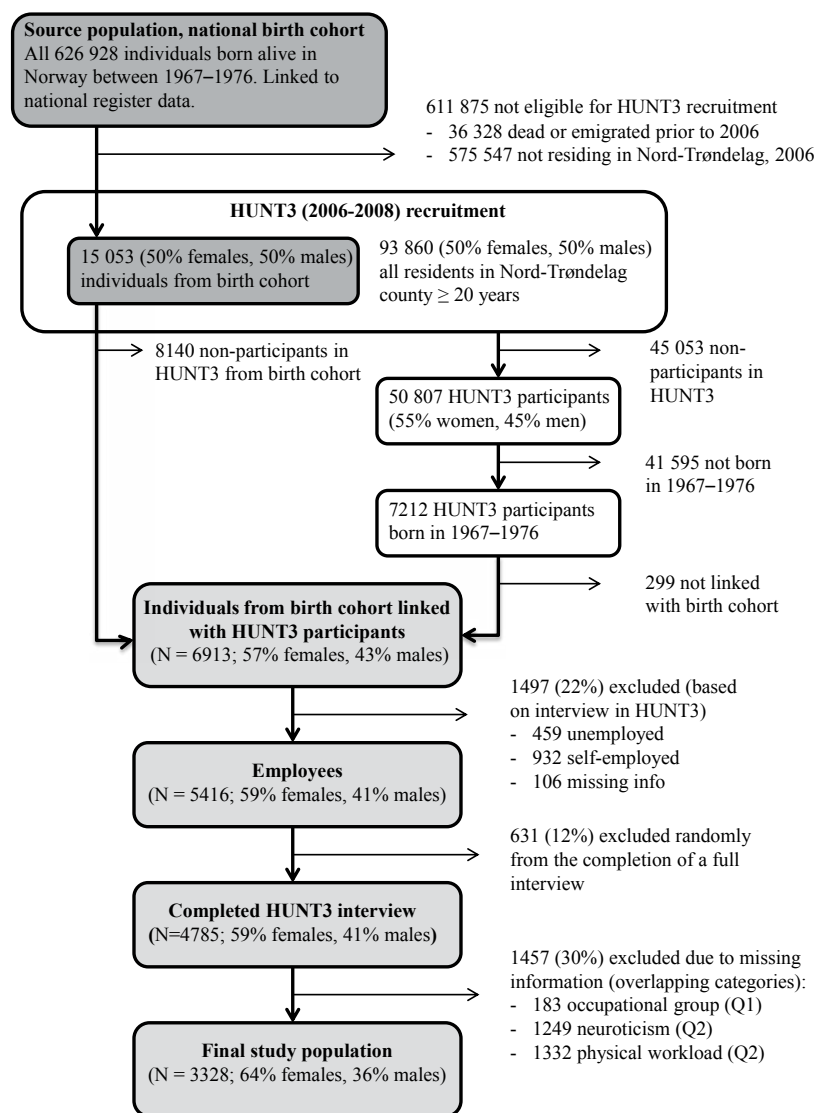 Source population, national birth cohort
All 626 928 individuals born alive in
Norway between 1967–1976. Linked to
national register data.
611 875 not eligible for HUNT3 recruitment
- 36 328 dead or emigrated prior to 2006
- 575 547 not residing in Nord-Trøndelag, 2006
HUNT3 (2006-2008) recruitment
15 053 (50% females, 50% males)
individuals from birth cohort
93 860 (50% females, 50% males)
all residents in Nord-Trøndelag
county ≥ 20 years
8140 non-participants in
HUNT3 from birth cohort
45 053 non-
participants in
HUNT3
50 807 HUNT3 participants
(55% women, 45% men)
41 595 not born
in 1967–1976
7212 HUNT3 participants
born in 1967–1976
299 not linked
with birth cohort
Individuals from birth cohort linked
with HUNT3 participants
(N = 6913; 57% females, 43% males)
1497 (22%) excluded (based
on interview in HUNT3)
- 459 unemployed
- 932 self-employed
- 106 missing info
Employees
(N = 5416; 59% females, 41% males)
631 (12%) excluded randomly
from the completion of a full
interview
Completed HUNT3 interview
(N=4785; 59% females, 41% males)
1457 (30%) excluded due to missing
information (overlapping categories):
- 183 occupational group (Q1)
- 1249 neuroticism (Q2)
- 1332 physical workload (Q2)
Final study population
(N = 3328; 64% females, 36% males)